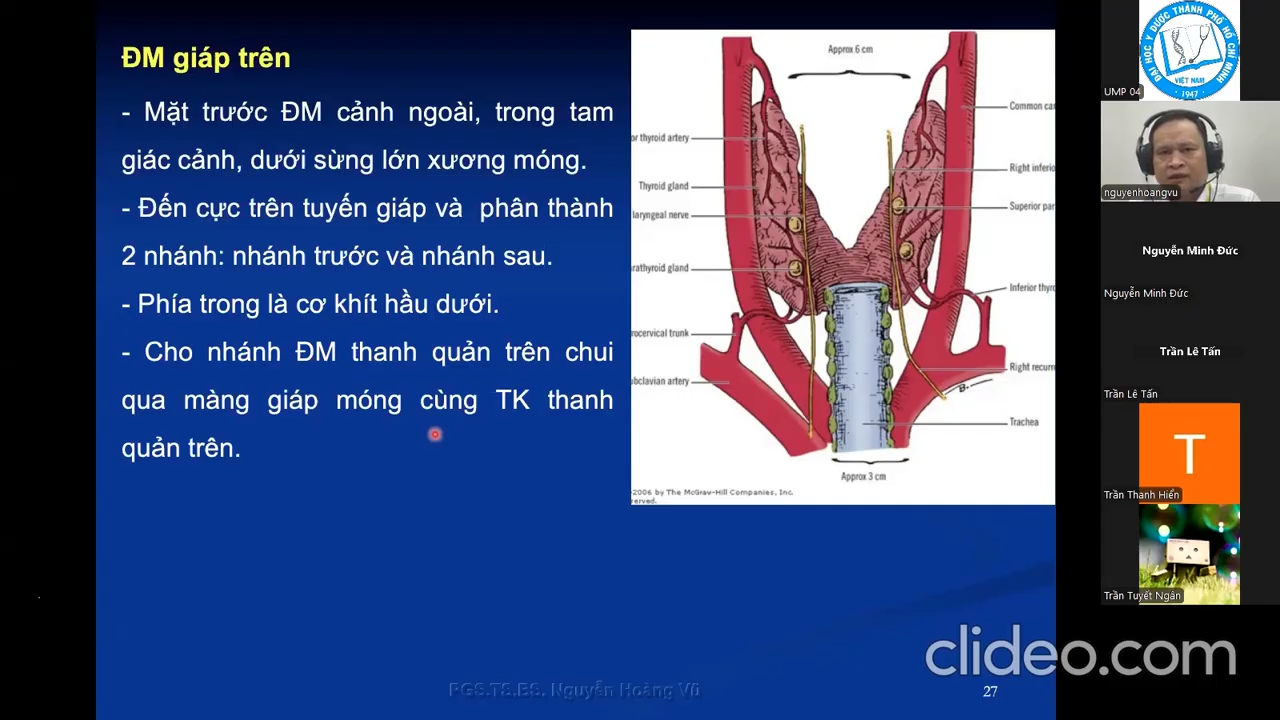 ĐM giáp trên
- Mặt trước ĐM cảnh ngoài, trong tam
giác cảnh, dưới sừng lớn xương móng.
- Đến cực trên tuyến giáp và phân thành
2 nhánh: nhánh trước và nhánh sau.
- Phía trong là cơ khít hầu dưới.
- Cho nhánh ĐM thanh quản trên chui
qua màng giáp móng cùng TK thanh
quản trên.
Approx 6 cm
or thyroid artery
Thyroid gland
laryngeal nerve
arathyroid gland
rocervical trunk
ubclavian artery
Common car
Right inferio
Superior par
Inferior thyro
Right recurre
Trachea
B.
Approx 3 cm
©2006 by The McGraw-Hill Companies, Inc.
erved.
PGS.TS.BS. Nguyễn Hoàng Vũ
27
clideo.com
ĐẠI HỌC Y DƯỢC THÀNH PHỐ HỒ CHÍ MINH
VIỆT NAM
1947
UMP 04
nguyenhoangvu
Nguyễn Minh Đức
Nguyễn Minh Đức
Trần Lê Tấn
Trần Lê Tấn
T
Trần Thanh Hiển
Trần Tuyết Ngân